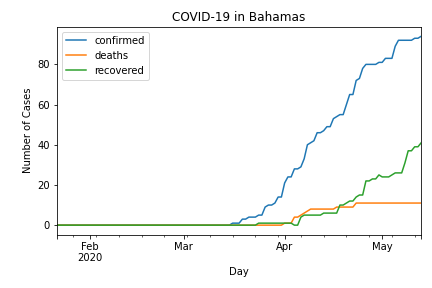 COVID-19 in Bahamas
confirmed
deaths
recovered
Number of Cases
80
60
40
20
0
Feb
2020
Mar
Apr
May
Day